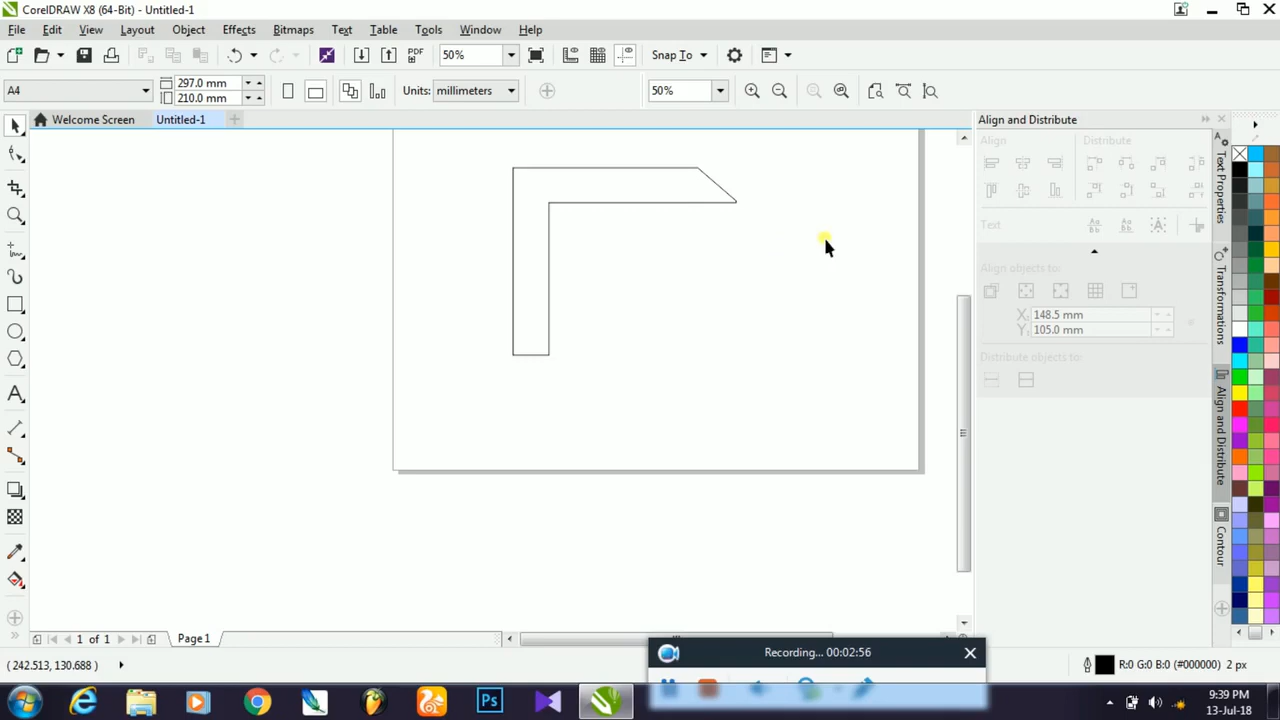 CorelDRAW X8 (64-Bit) - Untitled-1
File Edit View Layout Object Effects Bitmaps Text Table Tools Window Help
PDF 50% Snap To
A4 297.0 mm 210.0 mm Units: millimeters 50%
Welcome Screen Untitled-1
Align and Distribute
Align Distribute
Text
Align objects to:
X: 148.5 mm
Y: 105.0 mm
Distribute objects to:
Text Properties
Transformations
Align and Distribute
Contour
1 of 1 Page 1
Recording... 00:02:56
( 242.513, 130.688 )
R:0 G:0 B:0 (#000000) 2 px
Ps
9:39 PM
13-Jul-18